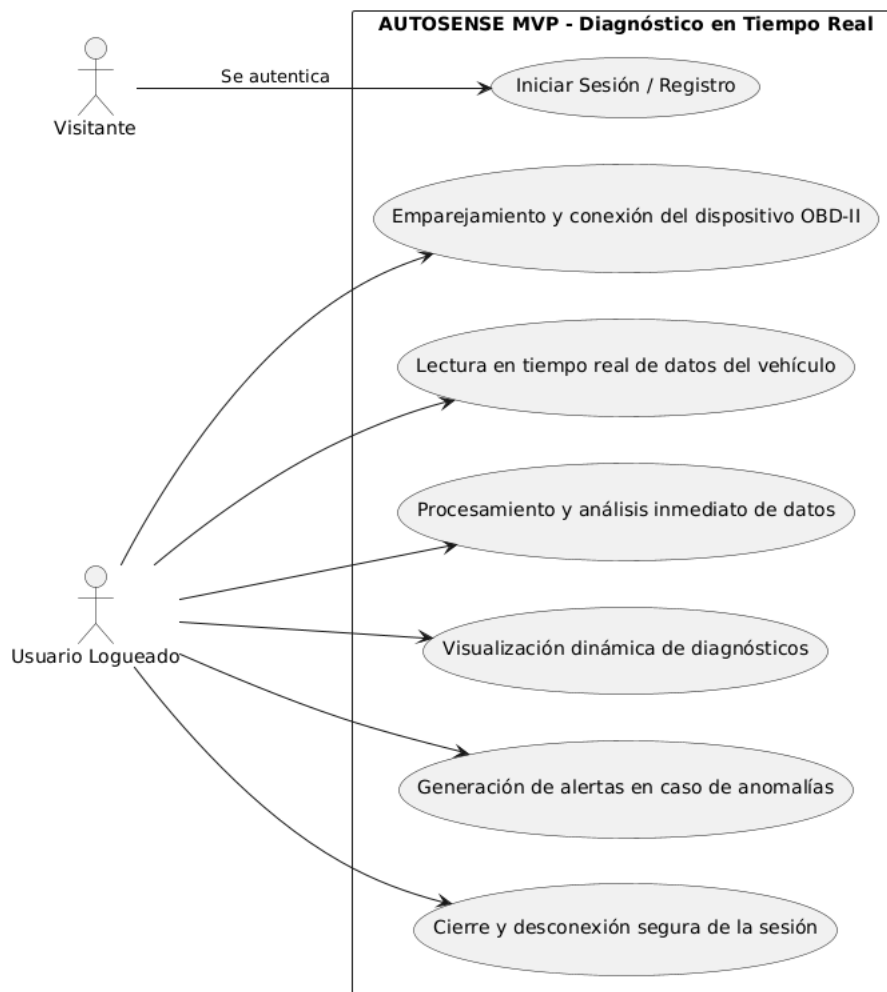 AUTOSENSE MVP - Diagnóstico en Tiempo Real
Se autentica
Iniciar Sesión / Registro
Visitante
Emparejamiento y conexión del dispositivo OBD-II
Lectura en tiempo real de datos del vehículo
Procesamiento y análisis inmediato de datos
Usuario Logueado
Visualización dinámica de diagnósticos
Generación de alertas en caso de anomalías
Cierre y desconexión segura de la sesión